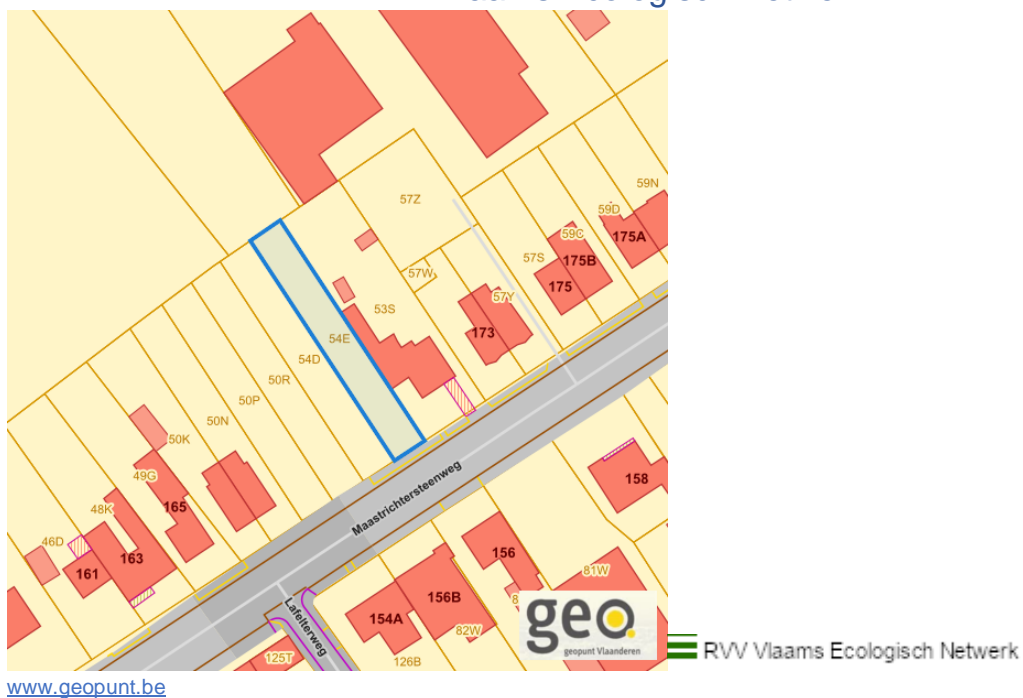 57Z
59N
59D
175A
59C
175B
57S
175
57W
57Y
173
53S
54E
54D
50R
50P
50N
50K
49G
165
48K
46D
163
161
Maastrichtersteenweg
Lafelterweg
158
156
81W
156B
154A
82W
126B
125T
geo
geopunt Vlaanderen
RVV Vlaams Ecologisch Netwerk
www.geopunt.be